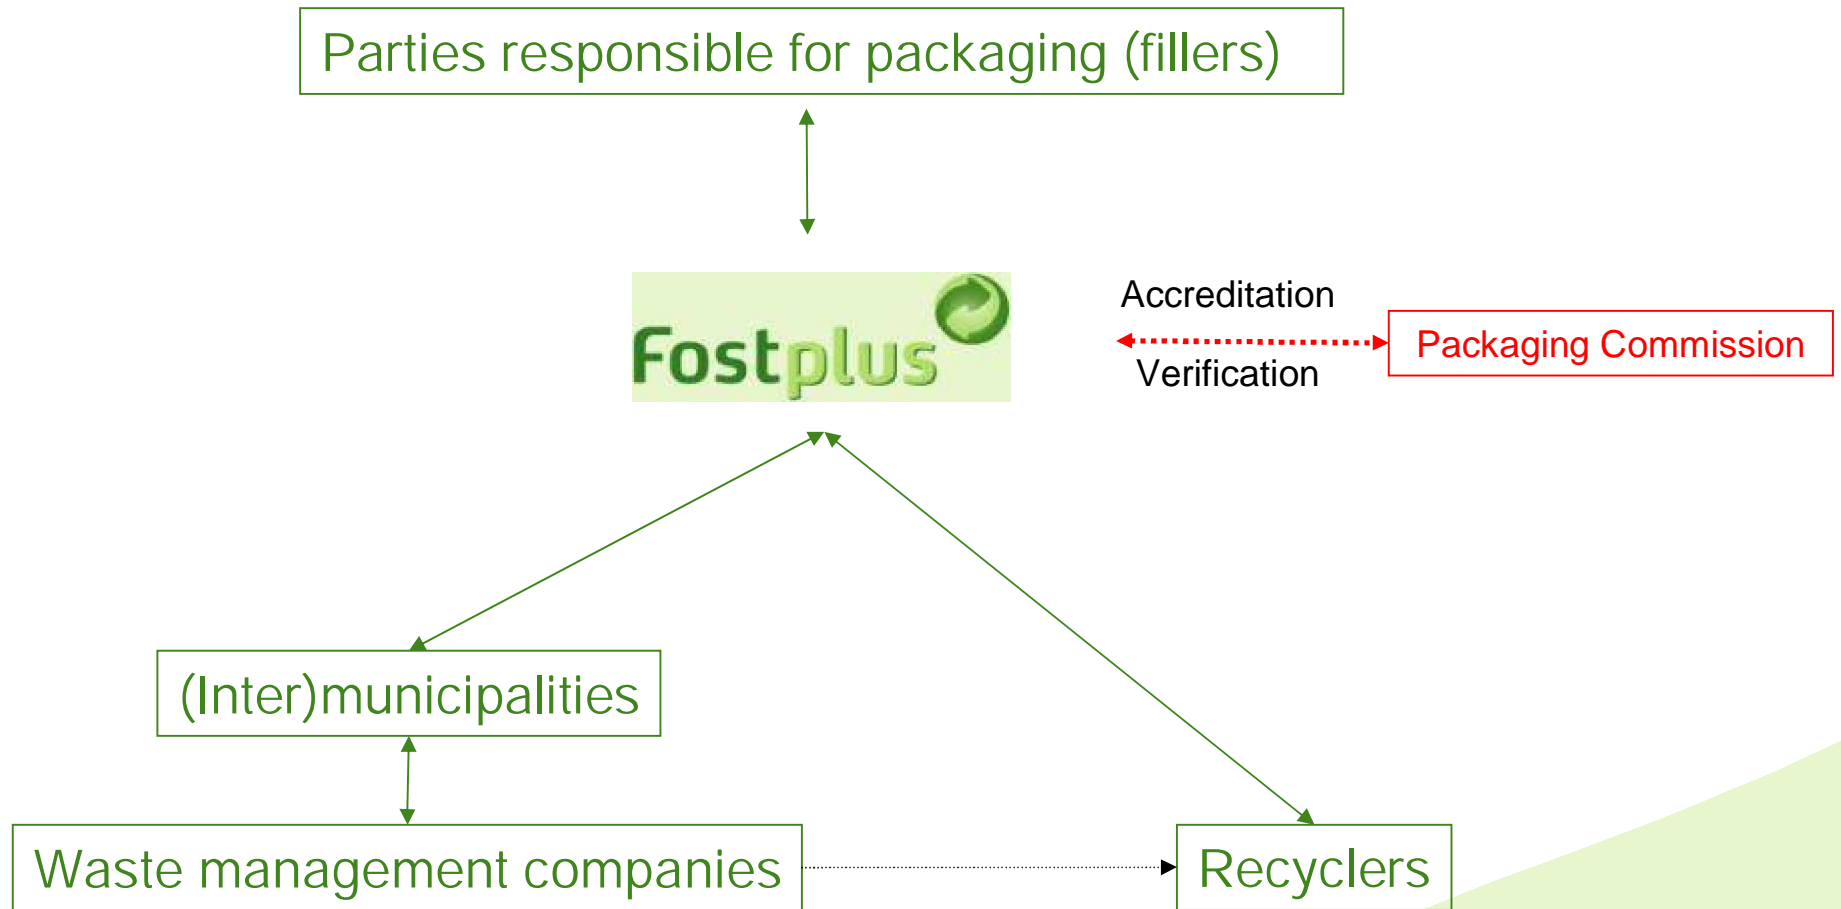 Parties responsible for packaging (fillers)
Fostplus
Accreditation
Verification
Packaging Commission
(Inter)municipalities
Waste management companies
Recyclers